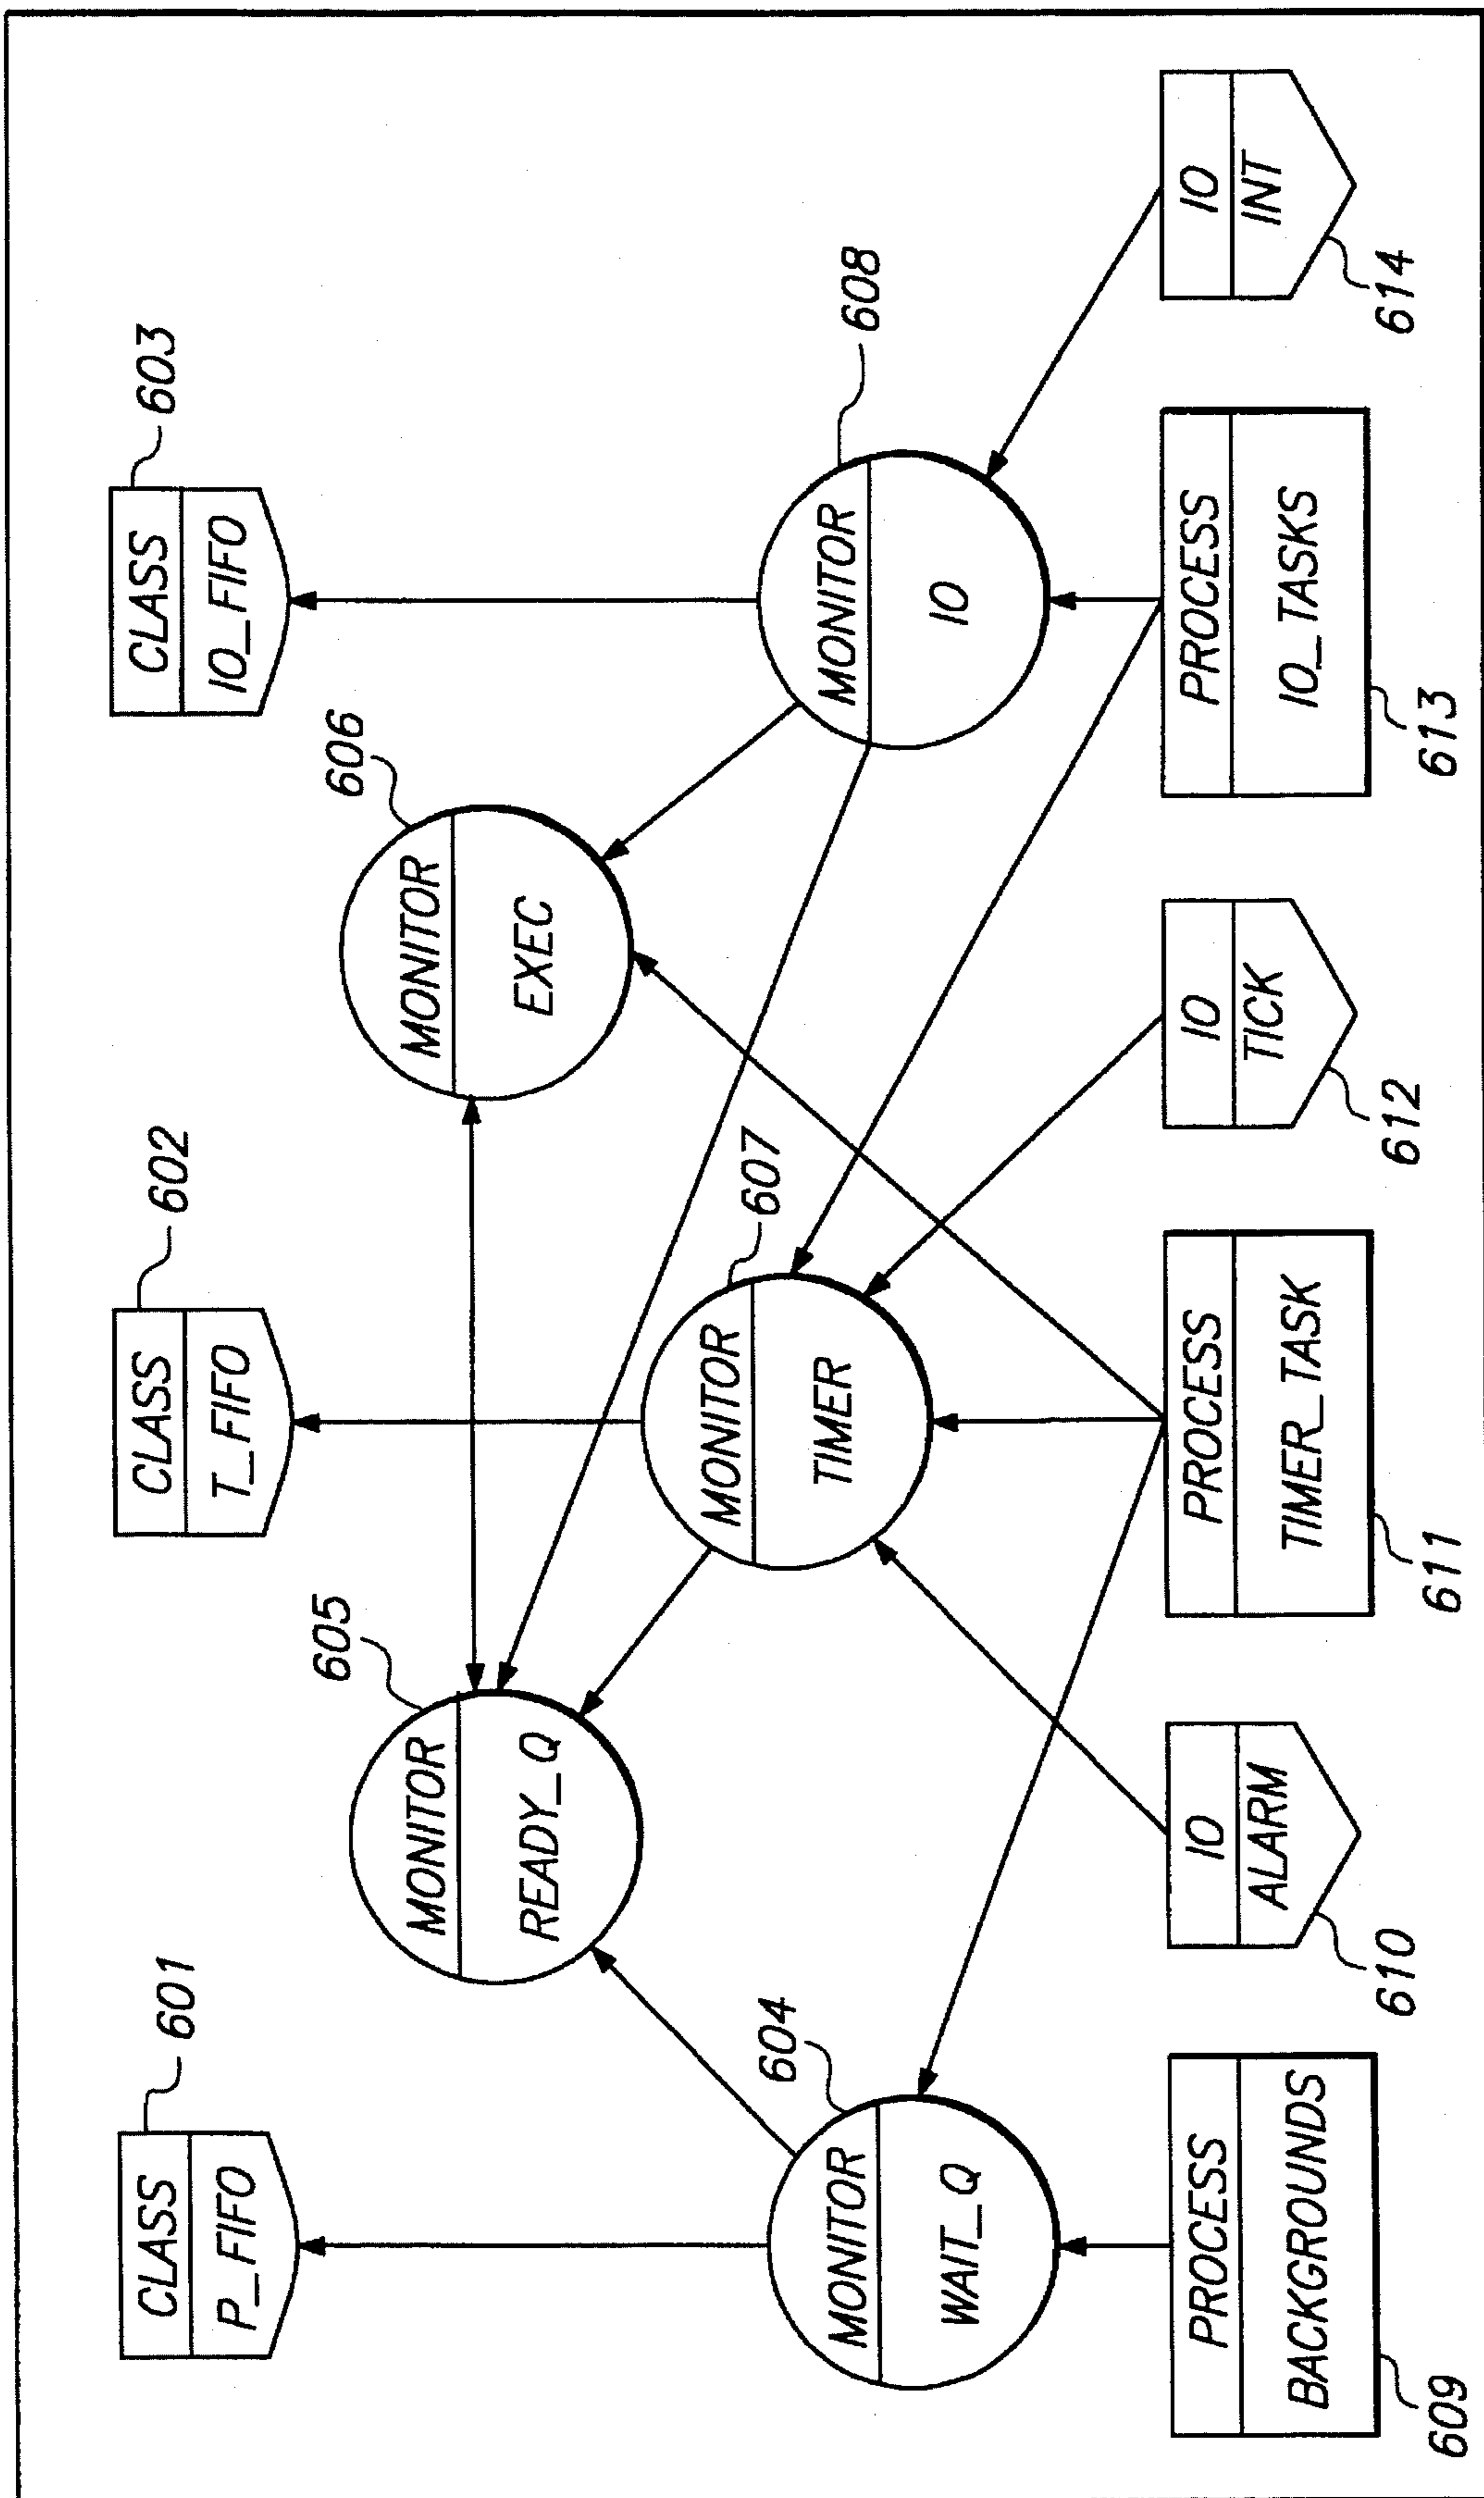 601
CLASS
P_FIFO
602
CLASS
T_FIFO
603
CLASS
IO_FIFO
605
MONITOR
READY_Q
606
MONITOR
EXEC
604
MONITOR
WAIT_Q
607
MONITOR
TIMER
608
MONITOR
IO
PROCESS
BACKGROUNDS
609
IO
ALARM
610
PROCESS
TIMER_TASK
611
IO
TICK
612
PROCESS
IO_TASKS
613
IO
INT
614